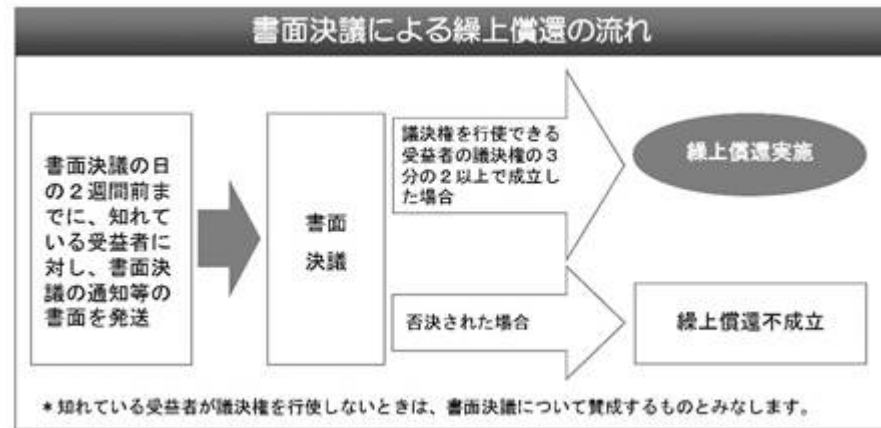 書面決議による繰上償還の流れ
書面決議の日
の２週間前ま
でに、知れて
いる受益者に
対し、書面決
議の通知等の
書面を発送
書面
決議
議決権を行使できる
受益者の議決権の３
分の２以上で成立し
た場合
繰上償還実施
否決された場合
繰上償還不成立
＊知れている受益者が議決権を行使しないときは、書面決議について賛成するものとみなします。